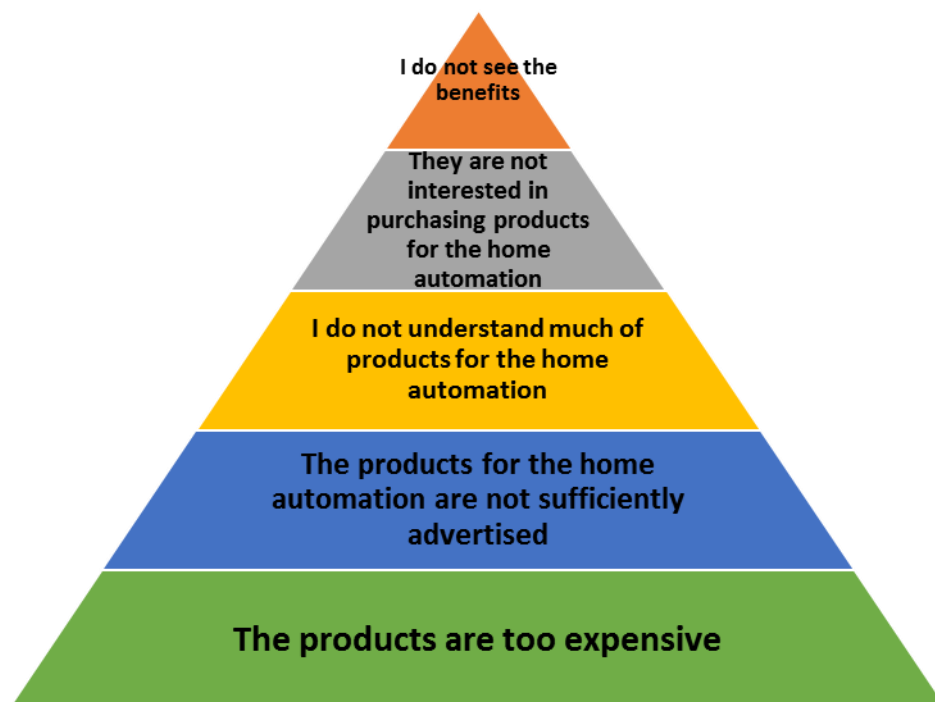 I do not see the
benefits
They are not
interested in
purchasing products
for the home
automation
I do not understand much of
products for the home
automation
The products for the home
automation are not sufficiently
advertised
The products are too expensive